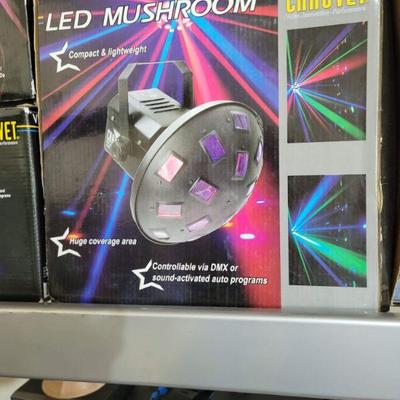 LED MUSHROOM
CHAUVET
Compact & lightweight
VET
Huge coverage area
Controllable via DMX or
sound-activated auto programs